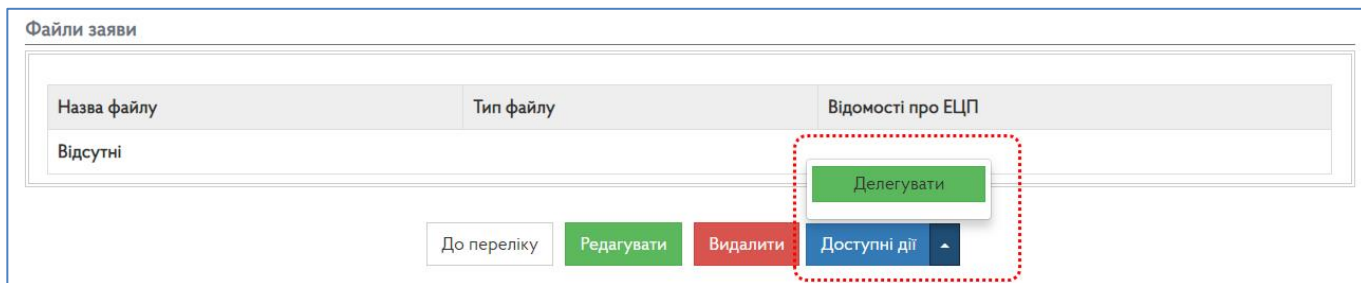 Файли заяви
Назва файлу Тип файлу Відомості про ЕЦП
Відсутні
Делегувати
До переліку Редагувати Видалити Доступні дії